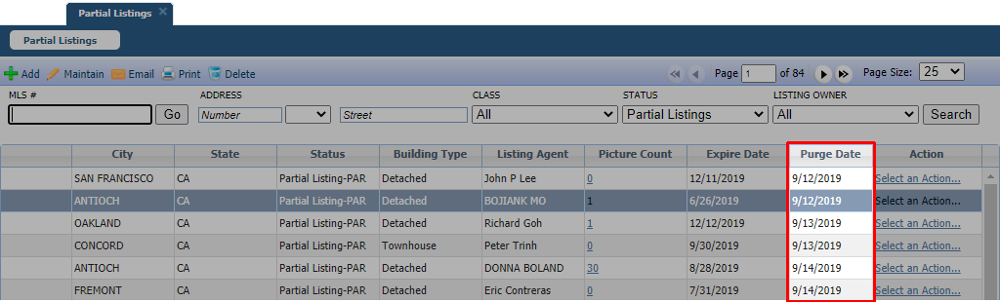 Partial Listings
Partial Listings
Add Maintain Email Print Delete Page 1 of 84 Page Size: 25
MLS # ADDRESS CLASS STATUS LISTING OWNER
Go Number Street All Partial Listings All Search
City State Status Building Type Listing Agent Picture Count Expire Date Purge Date Action
SAN FRANCISCO CA Partial Listing-PAR Detached John P Lee 0 12/11/2019 9/12/2019 Select an Action...
ANTIOCH CA Partial Listing-PAR Detached BOJIANK MO 1 6/26/2019 9/12/2019 Select an Action...
OAKLAND CA Partial Listing-PAR Detached Richard Goh 1 12/12/2019 9/13/2019 Select an Action...
CONCORD CA Partial Listing-PAR Townhouse Peter Trinh 0 9/30/2019 9/13/2019 Select an Action...
ANTIOCH CA Partial Listing-PAR Detached DONNA BOLAND 30 8/28/2019 9/14/2019 Select an Action...
FREMONT CA Partial Listing-PAR Detached Eric Contreras 0 7/31/2019 9/14/2019 Select an Action...